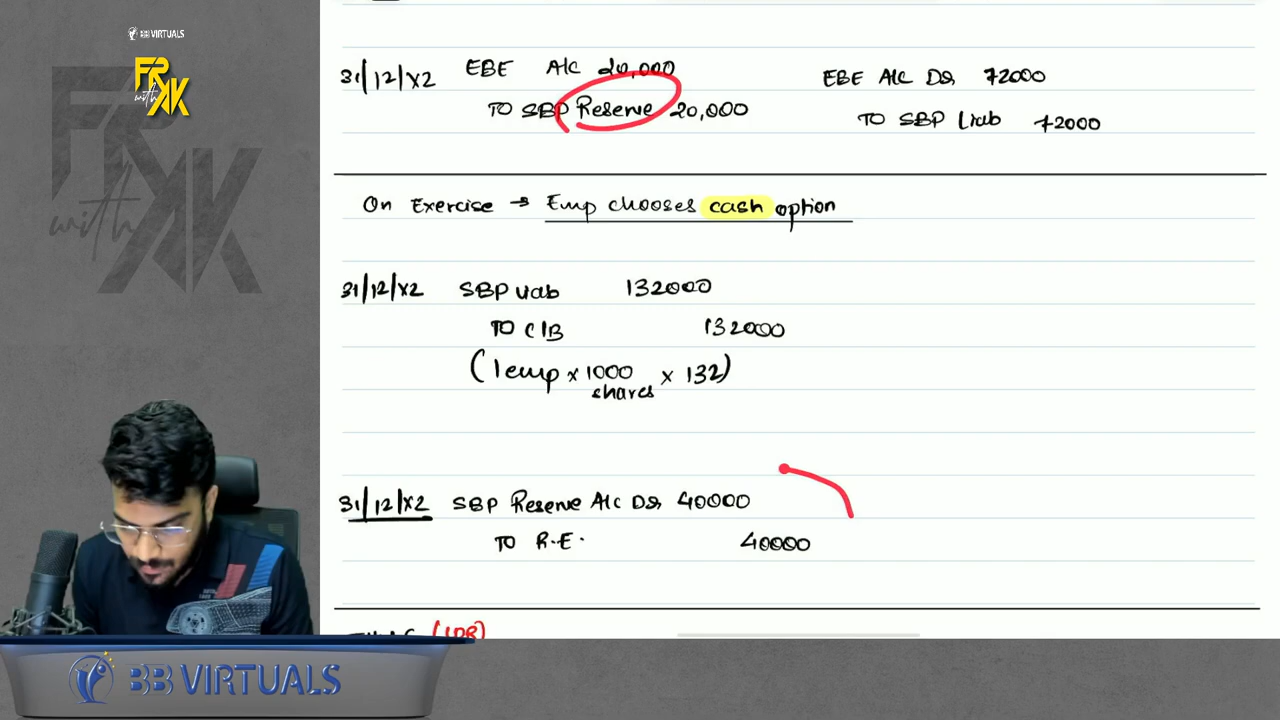 BB VIRTUALS
FR
with
AK
31/12/X2 EBE A/C 20,000
TO SBP Reserve 20,000
EBE A/C Dr 72000
TO SBP Liab 72000
On Exercise → Emp chooses cash option
31/12/X2 SBP Liab 132000
TO C/B 132000
(1 emp x 1000 shares x 132)
31/12/X2 SBP Reserve A/c Dr 40000
TO R.E. 40000
(10R)
BB VIRTUALS